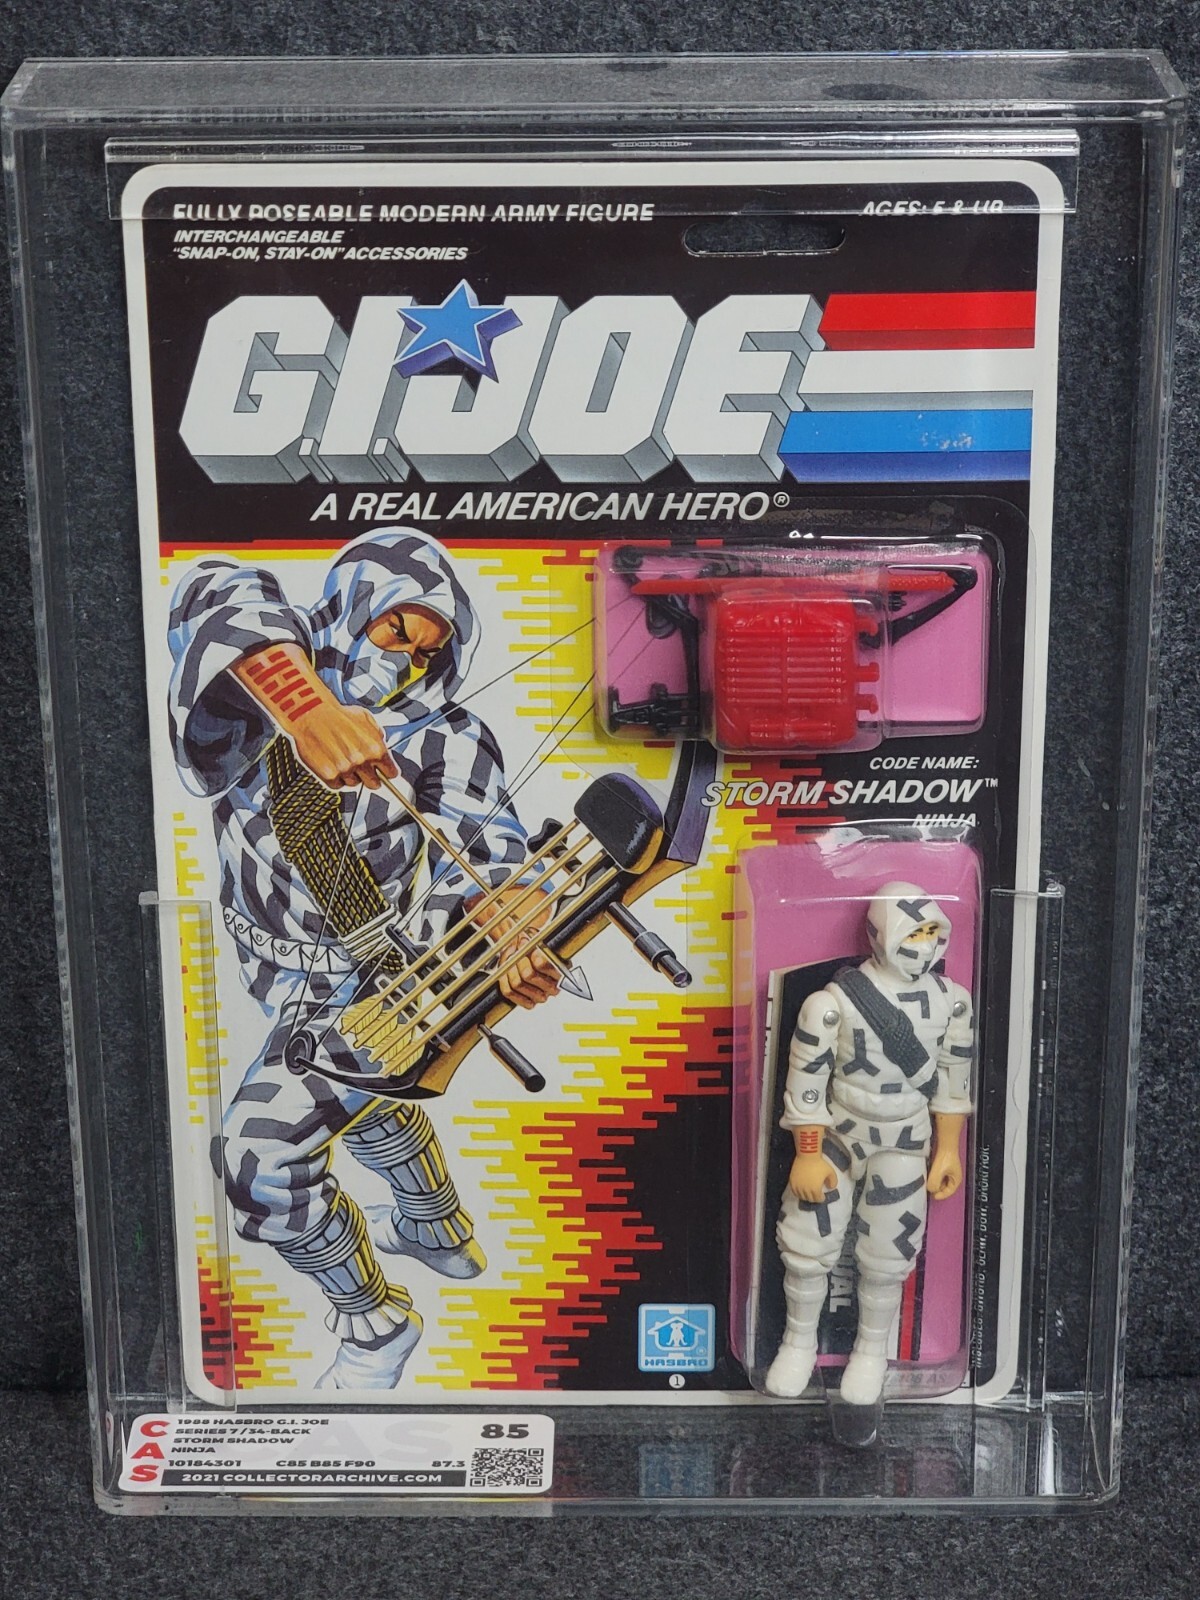 FULLY POSEABLE MODERN ARMY FIGURE
AGES: 5 & UP
INTERCHANGEABLE
"SNAP-ON, STAY-ON" ACCESSORIES
G.I. JOE
A REAL AMERICAN HERO®
CODE NAME:
STORM SHADOW™
NINJA
HASBRO®
1
CAS
1988 HASBRO G.I. JOE
SERIES 7/34-BACK
STORM SHADOW
NINJA
85
10184301 C85 B85 F90 87.3
2021 COLLECTORARCHIVE.COM